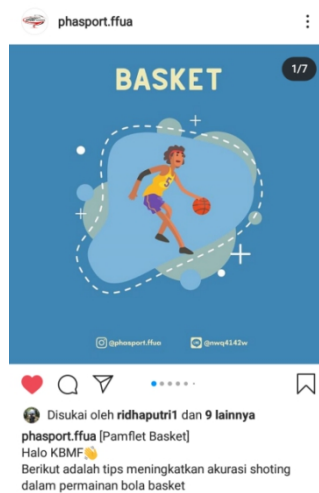 phasport.ffua
BASKET
1/7
5
@phasport.ffua
@nwq4142w
Disukai oleh ridhaputri1 dan 9 lainnya
phasport.ffua [Pamflet Basket]
Halo KBMF👋
Berikut adalah tips meningkatkan akurasi shoting
dalam permainan bola basket